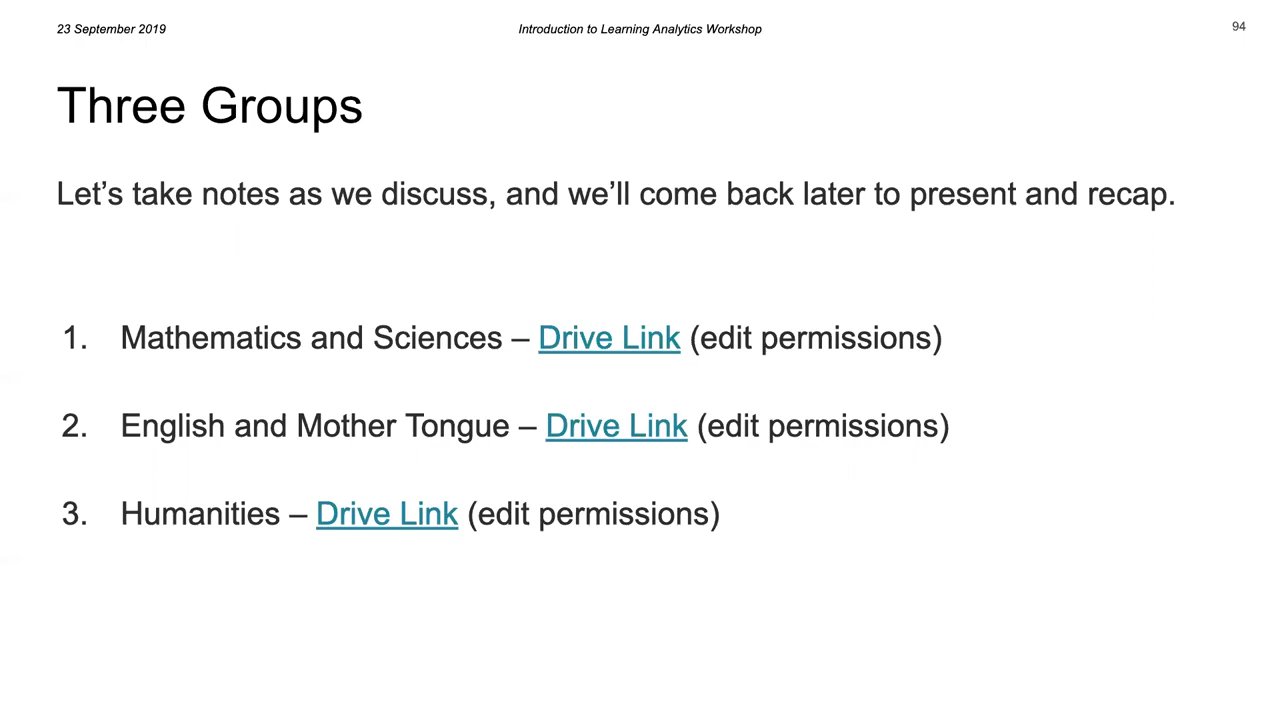 23 September 2019
Introduction to Learning Analytics Workshop
94
Three Groups
Let’s take notes as we discuss, and we’ll come back later to present and recap.
1. Mathematics and Sciences – Drive Link (edit permissions)
2. English and Mother Tongue – Drive Link (edit permissions)
3. Humanities – Drive Link (edit permissions)